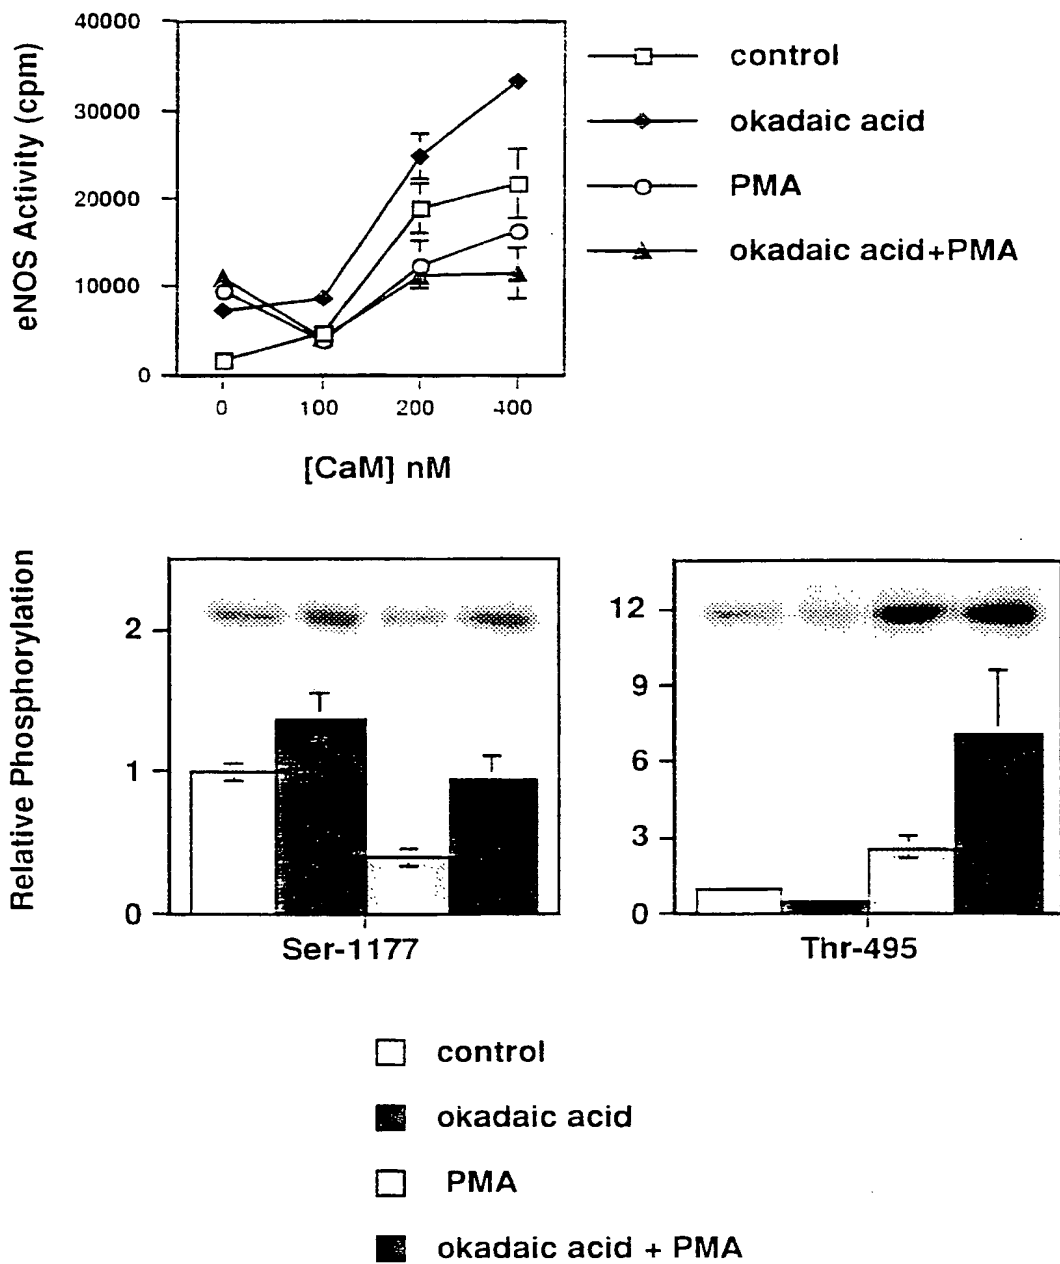 eNOS Activity (cpm)
40000
30000
20000
10000
0
0 100 200 400
[CaM] nM
control
okadaic acid
PMA
okadaic acid+PMA
Relative Phosphorylation
2
1
0
Ser-1177
12
9
6
3
0
Thr-495
control
okadaic acid
PMA
okadaic acid + PMA